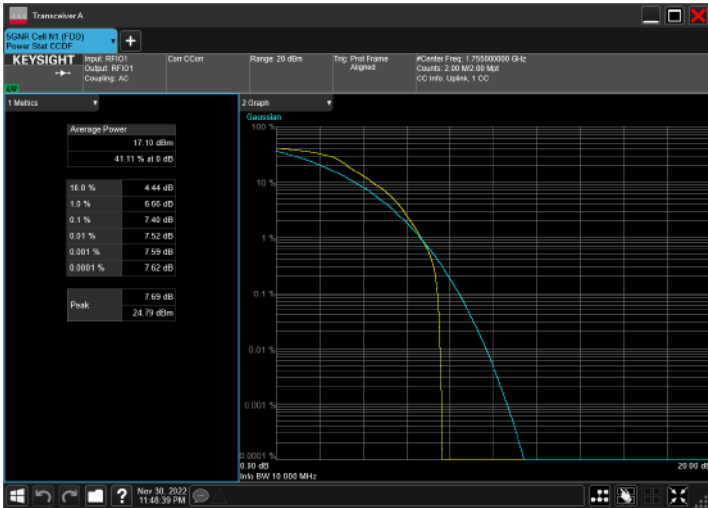 Transceiver A
5GNR Cell N1 (FDD)
Power Stat CCDF
KEYSIGHT
Input: RFIO1
Output: RFIO1
Coupling: AC
Corr CCorr
Range: 20 dBm
Trig: Prot Frame
Aligned
#Center Freq: 1.755000000 GHz
Counts: 2.00 M/2.00 Mpt
CC Info: Uplink, 1 CC
1 Metrics
Average Power
17.10 dBm
41.11 % at 0 dB
10.0 % 4.44 dB
1.0 % 6.66 dB
0.1 % 7.40 dB
0.01 % 7.52 dB
0.001 % 7.59 dB
0.0001 % 7.62 dB
Peak
7.69 dB
24.79 dBm
2 Graph
Gaussian
100 %
10 %
1 %
0.1 %
0.01 %
0.001 %
0.0001 %
0.00 dB
20.00 dB
Info BW 10.000 MHz
?
Nov 30, 2022
11:48:39 PM